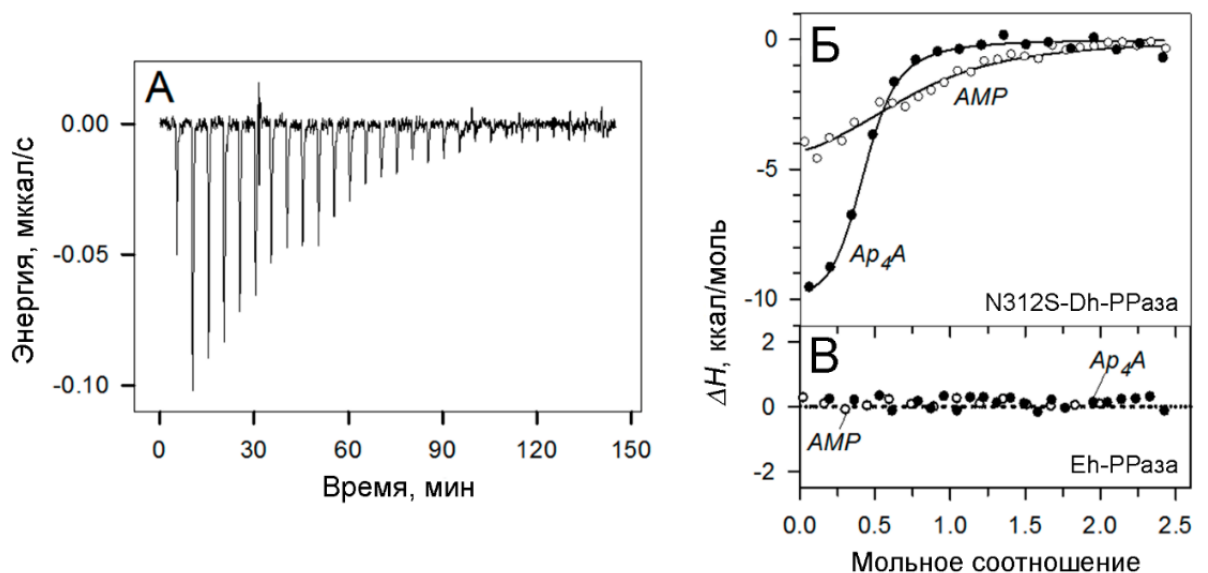 А
0.00
-0.05
-0.10
Энергия, мккал/с
0 30 60 90 120 150
Время, мин
Б
0
-5
-10
AMP
Ap4A
N312S-Dh-PPаза
В
2
0
-2
Ap4A
AMP
Eh-PPаза
ΔH, ккал/моль
0.0 0.5 1.0 1.5 2.0 2.5
Мольное соотношение